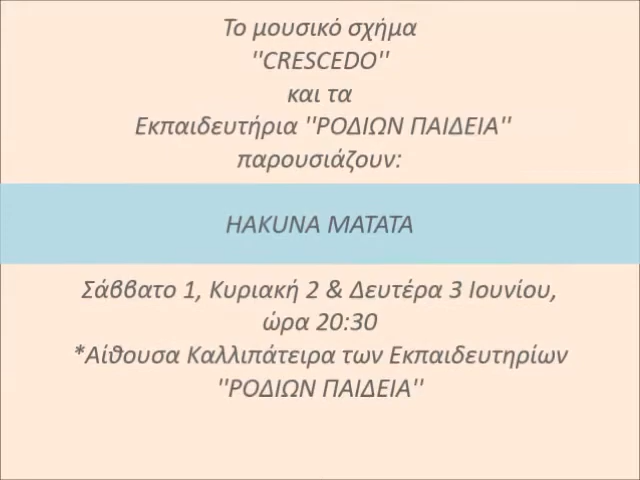 Το μουσικό σχήμα
''CRESCEDO''
και τα
Εκπαιδευτήρια ''ΡΟΔΙΩΝ ΠΑΙΔΕΙΑ''
παρουσιάζουν:
HAKUNA MATATA
Σάββατο 1, Κυριακή 2 & Δευτέρα 3 Ιουνίου,
ώρα 20:30
*Αίθουσα Καλλιπάτειρα των Εκπαιδευτηρίων
''ΡΟΔΙΩΝ ΠΑΙΔΕΙΑ''